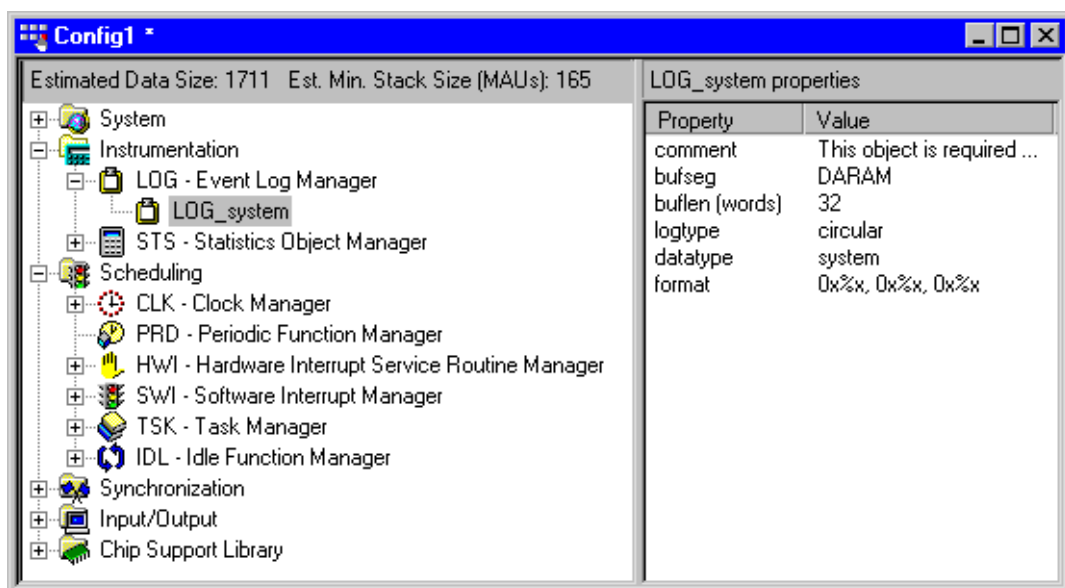 Config1 *
Estimated Data Size: 1711 Est. Min. Stack Size (MAUs): 165
System
Instrumentation
LOG - Event Log Manager
LOG_system
STS - Statistics Object Manager
Scheduling
CLK - Clock Manager
PRD - Periodic Function Manager
HWI - Hardware Interrupt Service Routine Manager
SWI - Software Interrupt Manager
TSK - Task Manager
IDL - Idle Function Manager
Synchronization
Input/Output
Chip Support Library
LOG_system properties
Property Value
comment This object is required ...
bufseg DARAM
buflen (words) 32
logtype circular
datatype system
format 0x%x, 0x%x, 0x%x